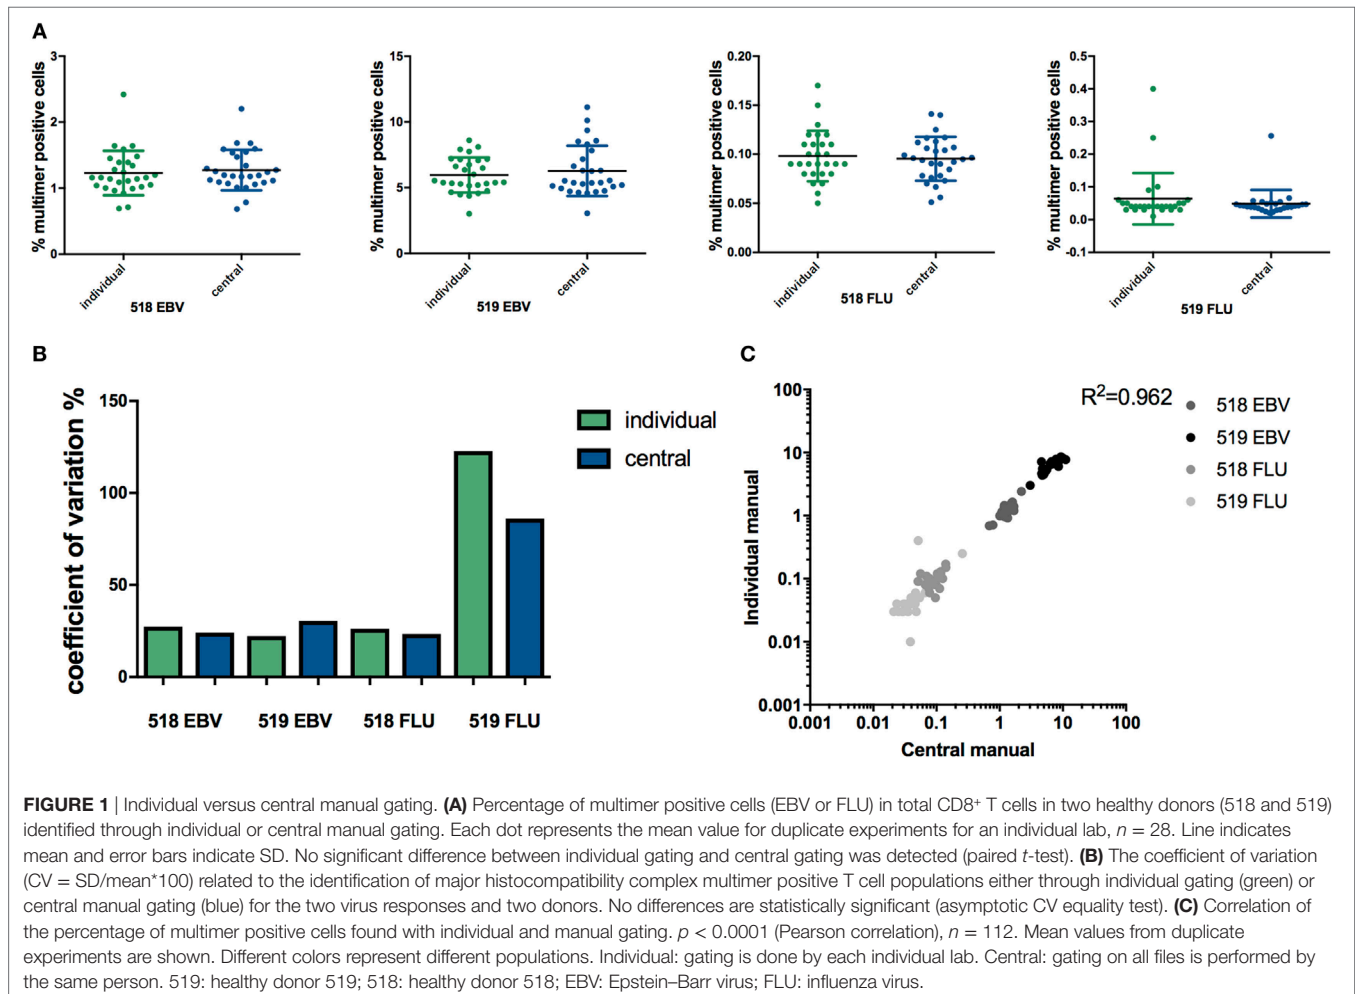 A
% multimer positive cells
3
2
1
0
individual
central
518 EBV
% multimer positive cells
15
10
5
0
individual
central
519 EBV
% multimer positive cells
0.20
0.15
0.10
0.05
0.00
individual
central
518 FLU
% multimer positive cells
0.5
0.4
0.3
0.2
0.1
0.0
-0.1
individual
central
519 FLU
B
coefficient of variation %
150
100
50
0
518 EBV
519 EBV
518 FLU
519 FLU
individual
central
C
Individual manual
100
10
1
0.1
0.01
0.001
0.001
0.01
0.1
1
10
100
Central manual
R²=0.962
518 EBV
519 EBV
518 FLU
519 FLU
FIGURE 1 | Individual versus central manual gating. (A) Percentage of multimer positive cells (EBV or FLU) in total CD8⁺ T cells in two healthy donors (518 and 519)
identified through individual or central manual gating. Each dot represents the mean value for duplicate experiments for an individual lab, n = 28. Line indicates
mean and error bars indicate SD. No significant difference between individual gating and central gating was detected (paired t-test). (B) The coefficient of variation
(CV = SD/mean*100) related to the identification of major histocompatibility complex multimer positive T cell populations either through individual gating (green) or
central manual gating (blue) for the two virus responses and two donors. No differences are statistically significant (asymptotic CV equality test). (C) Correlation of
the percentage of multimer positive cells found with individual and manual gating. p < 0.0001 (Pearson correlation), n = 112. Mean values from duplicate
experiments are shown. Different colors represent different populations. Individual: gating is done by each individual lab. Central: gating on all files is performed by
the same person. 519: healthy donor 519; 518: healthy donor 518; EBV: Epstein–Barr virus; FLU: influenza virus.